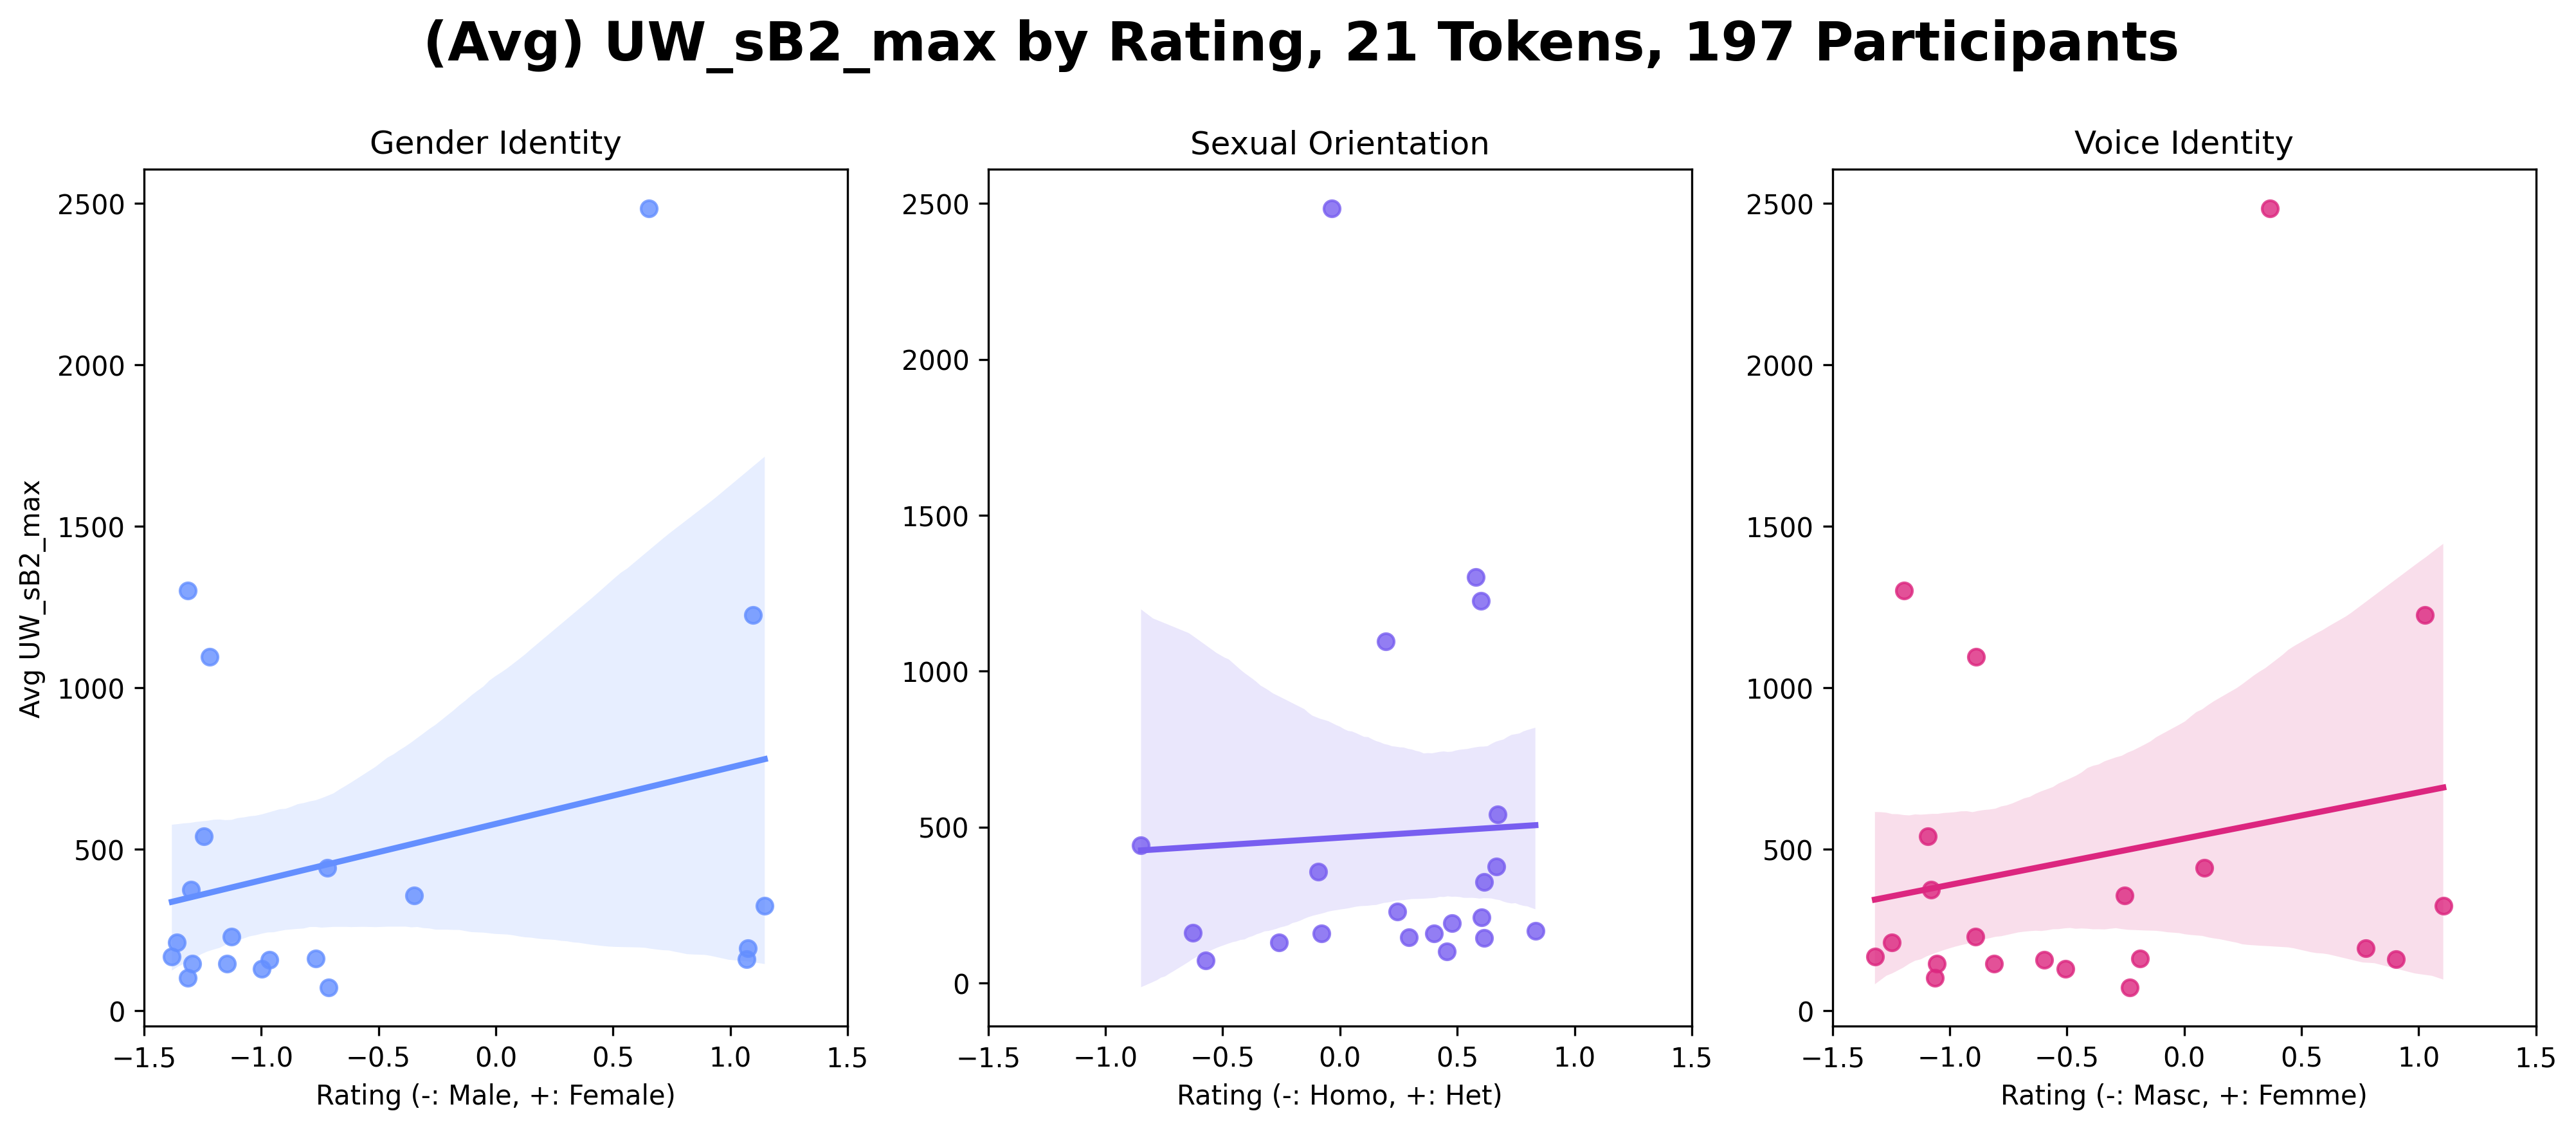 (Avg) UW_sB2_max by Rating, 21 Tokens, 197 Participants
Gender Identity
Sexual Orientation
Voice Identity
Avg UW_sB2_max
2500
2000
1500
1000
500
0
−1.5 −1.0 −0.5 0.0 0.5 1.0 1.5
Rating (-: Male, +: Female)
2500
2000
1500
1000
500
0
−1.5 −1.0 −0.5 0.0 0.5 1.0 1.5
Rating (-: Homo, +: Het)
2500
2000
1500
1000
500
0
−1.5 −1.0 −0.5 0.0 0.5 1.0 1.5
Rating (-: Masc, +: Femme)